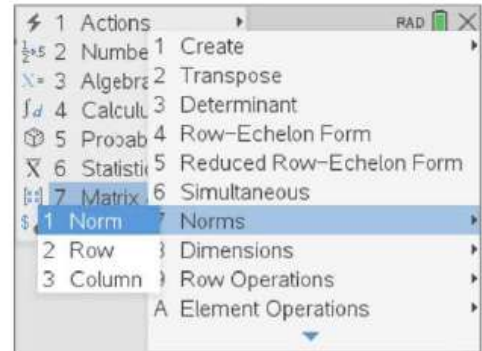 1 Actions
RAD
2 Numbe
3 Algebra
4 Calculu
5 Probab
6 Statisti
7 Matrix
$
1 Create
2 Transpose
3 Determinant
4 Row-Echelon Form
5 Reduced Row-Echelon Form
6 Simultaneous
7 Norms
Dimensions
Row Operations
A Element Operations
1 Norm
2 Row
3 Column